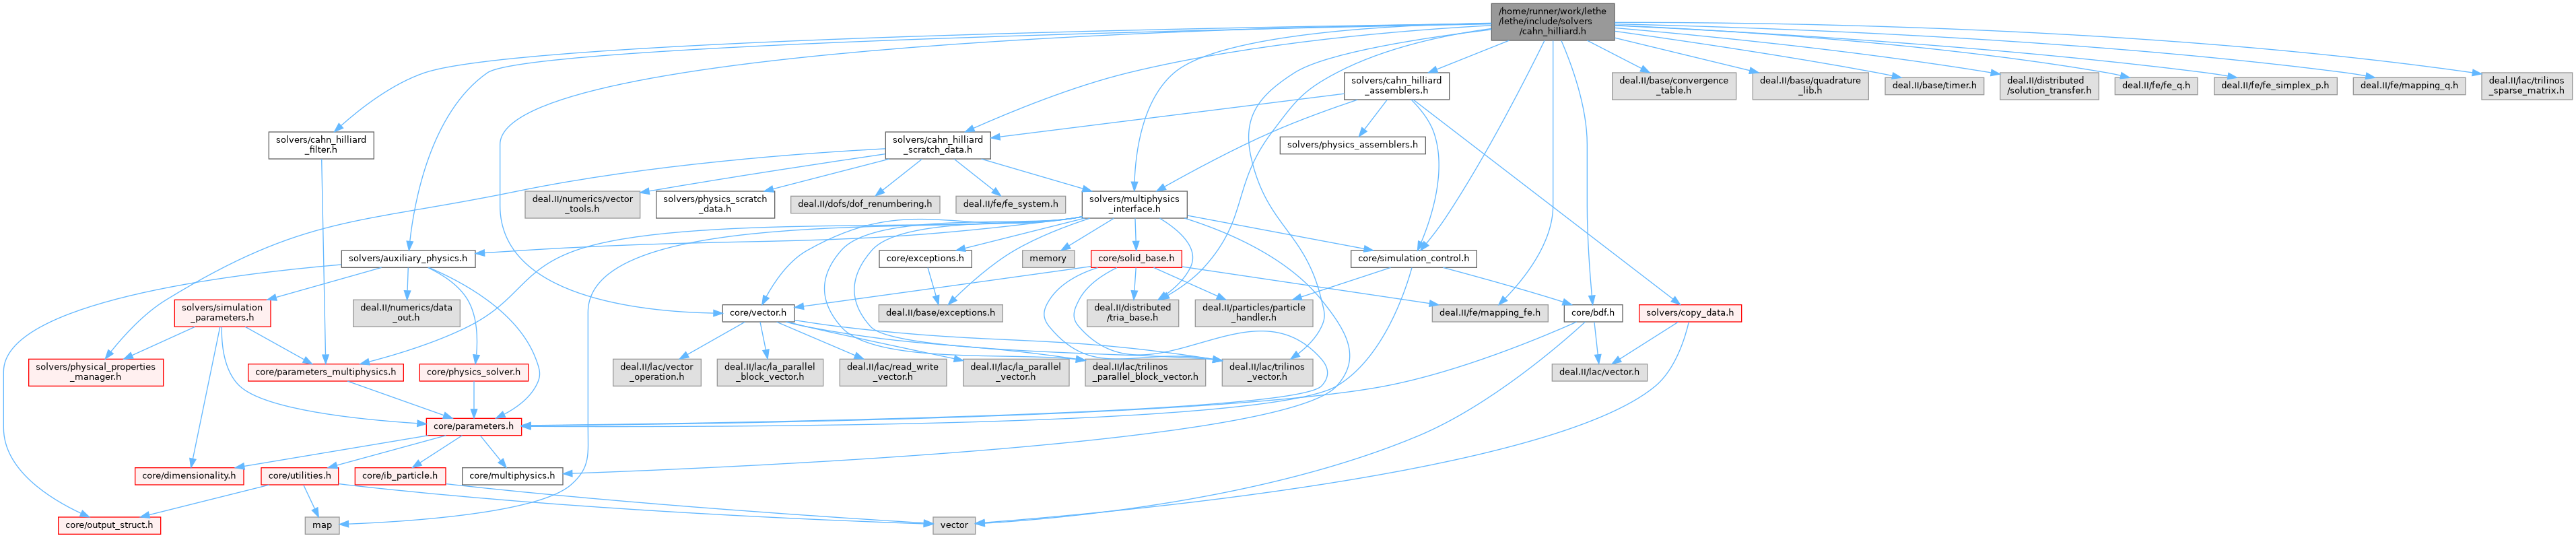 /home/runner/work/lethe
/lethe/include/solvers
/cahn_hilliard.h
solvers/cahn_hilliard
_assemblers.h
deal.II/base/convergence
_table.h
deal.II/base/quadrature
_lib.h
deal.II/base/timer.h
deal.II/distributed
/solution_transfer.h
deal.II/fe/fe_q.h
deal.II/fe/fe_simplex_p.h
deal.II/fe/mapping_q.h
deal.II/lac/trilinos
_sparse_matrix.h
solvers/cahn_hilliard
_filter.h
solvers/cahn_hilliard
_scratch_data.h
solvers/physics_assemblers.h
deal.II/numerics/vector
_tools.h
solvers/physics_scratch
_data.h
deal.II/dofs/dof_renumbering.h
deal.II/fe/fe_system.h
solvers/multiphysics
_interface.h
solvers/auxiliary_physics.h
core/exceptions.h
memory
core/solid_base.h
core/simulation_control.h
solvers/simulation
_parameters.h
deal.II/numerics/data
_out.h
core/vector.h
deal.II/base/exceptions.h
deal.II/distributed
/tria_base.h
deal.II/particles/particle
_handler.h
deal.II/fe/mapping_fe.h
core/bdf.h
solvers/copy_data.h
solvers/physical_properties
_manager.h
core/parameters_multiphysics.h
core/physics_solver.h
deal.II/lac/vector
_operation.h
deal.II/lac/la_parallel
_block_vector.h
deal.II/lac/read_write
_vector.h
deal.II/lac/la_parallel
_vector.h
deal.II/lac/trilinos
_parallel_block_vector.h
deal.II/lac/trilinos
_vector.h
deal.II/lac/vector.h
core/parameters.h
core/dimensionality.h
core/utilities.h
core/ib_particle.h
core/multiphysics.h
core/output_struct.h
map
vector